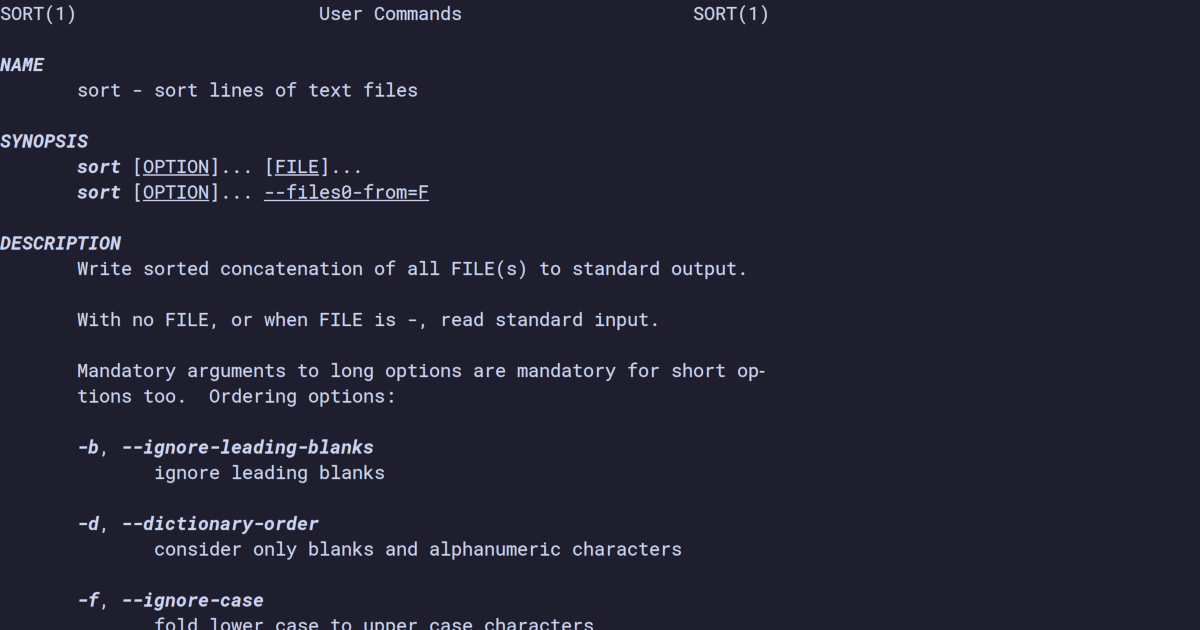 SORT(1) User Commands SORT(1)
NAME
sort - sort lines of text files
SYNOPSIS
sort [OPTION]... [FILE]...
sort [OPTION]... --files0-from=F
DESCRIPTION
Write sorted concatenation of all FILE(s) to standard output.
With no FILE, or when FILE is -, read standard input.
Mandatory arguments to long options are mandatory for short op-
tions too.  Ordering options:
-b, --ignore-leading-blanks
ignore leading blanks
-d, --dictionary-order
consider only blanks and alphanumeric characters
-f, --ignore-case
fold lower case to upper case characters